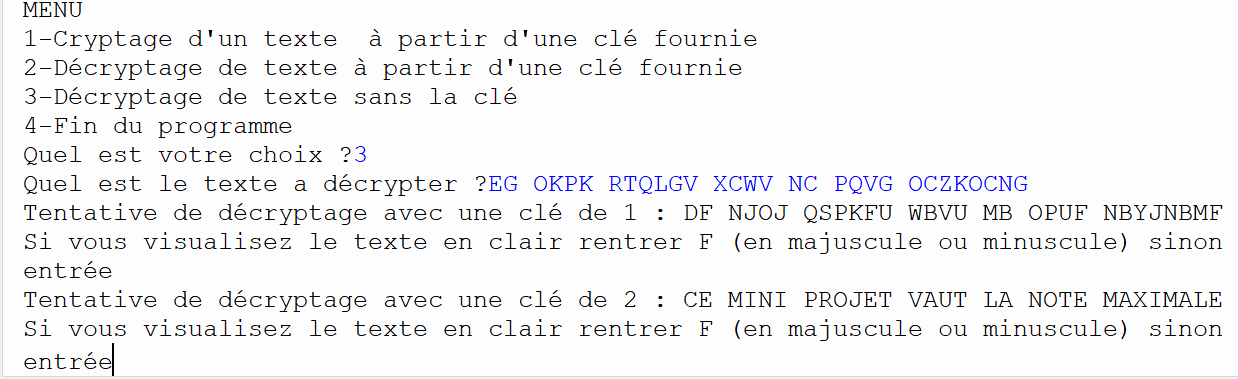 MENU
1-Cryptage d'un texte  à partir d'une clé fournie
2-Décryptage de texte à partir d'une clé fournie
3-Décryptage de texte sans la clé
4-Fin du programme
Quel est votre choix ?3
Quel est le texte a décrypter ?EG OKPK RTQLGV XCWV NC PQVG OCZKOCNG
Tentative de décryptage avec une clé de 1 : DF NJOJ QSPKFU WBVU MB OPUF NBYJNBMF
Si vous visualisez le texte en clair rentrer F (en majuscule ou minuscule) sinon
entrée
Tentative de décryptage avec une clé de 2 : CE MINI PROJET VAUT LA NOTE MAXIMALE
Si vous visualisez le texte en clair rentrer F (en majuscule ou minuscule) sinon
entrée